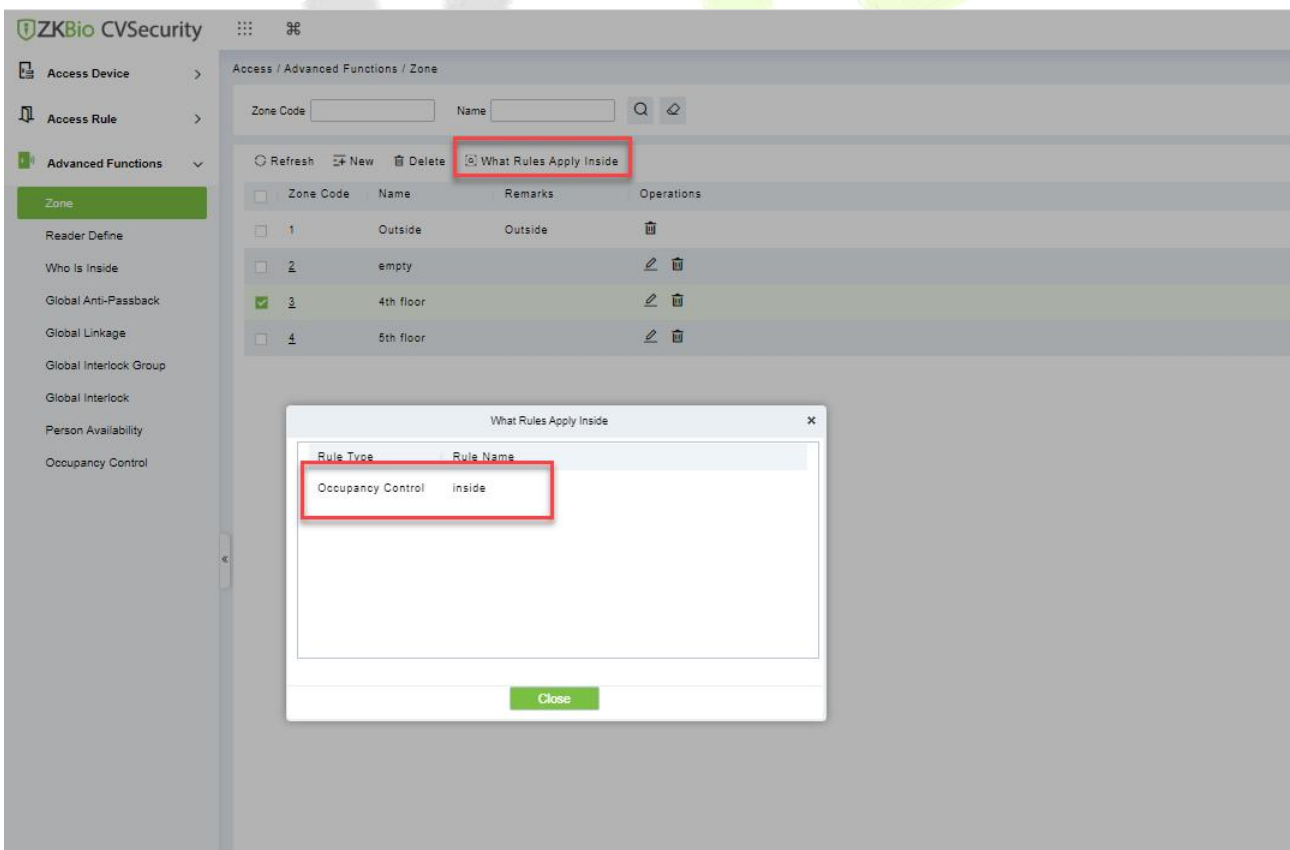 ZKBio CVSecurity
Access Device
Access Rule
Advanced Functions
Zone
Reader Define
Who Is Inside
Global Anti-Passback
Global Linkage
Global Interlock Group
Global Interlock
Person Availability
Occupancy Control
Access / Advanced Functions / Zone
Zone Code Name
Refresh New Delete What Rules Apply Inside
Zone Code Name Remarks Operations
1 Outside Outside
2 empty
3 4th floor
4 5th floor
What Rules Apply Inside ×
Rule Type Rule Name
Occupancy Control inside
Close